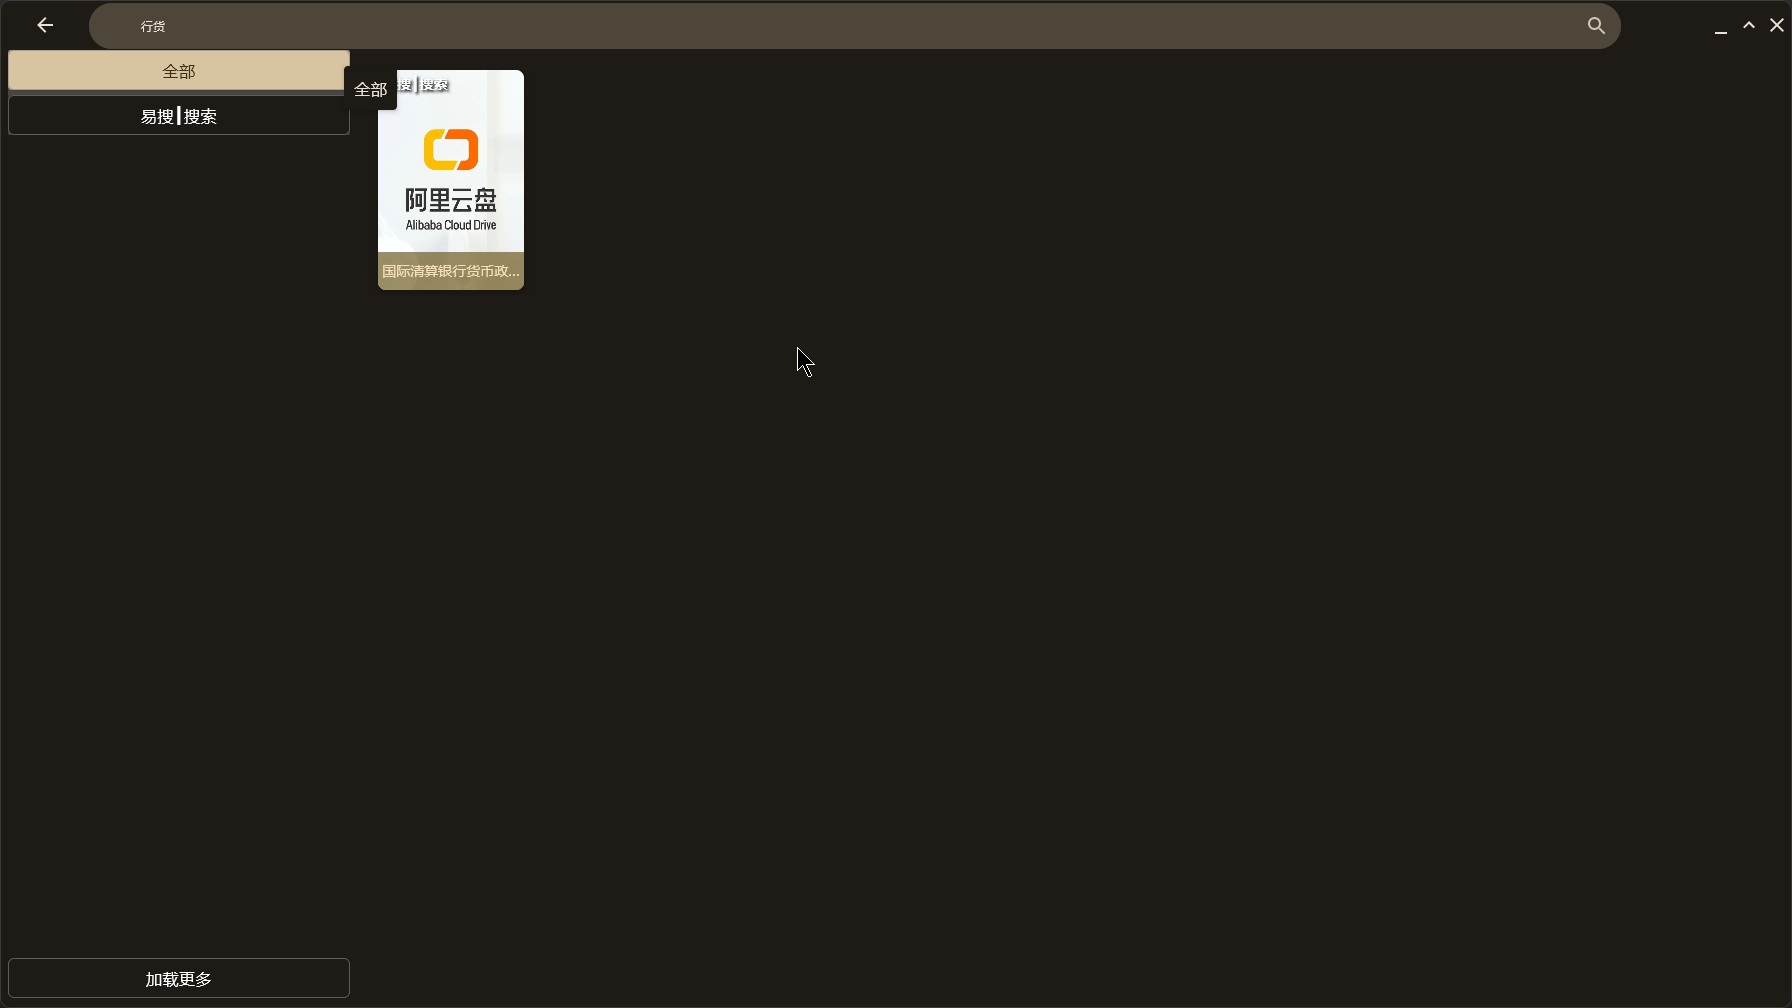 行货
全部
全部
搜┃搜索
易搜┃搜索
阿里云盘
Alibaba Cloud Drive
国际清算银行货币政...
加载更多